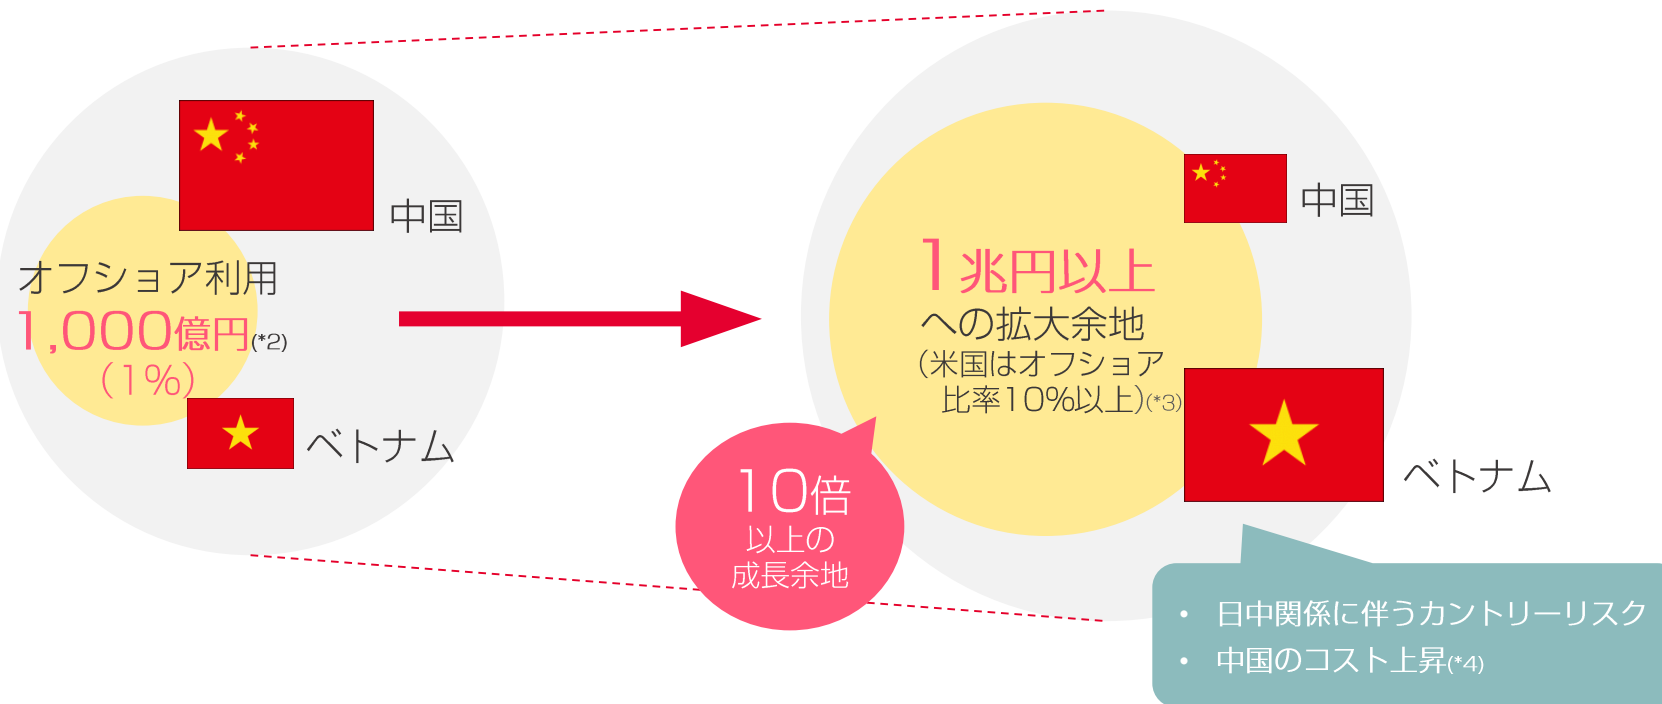 中国
オフショア利用
1,000億円(*2)
（1%）
ベトナム
中国
1兆円以上
への拡大余地
（米国はオフショア
比率10%以上）(*3)
ベトナム
10倍
以上の
成長余地
• 日中関係に伴うカントリーリスク
• 中国のコスト上昇(*4)